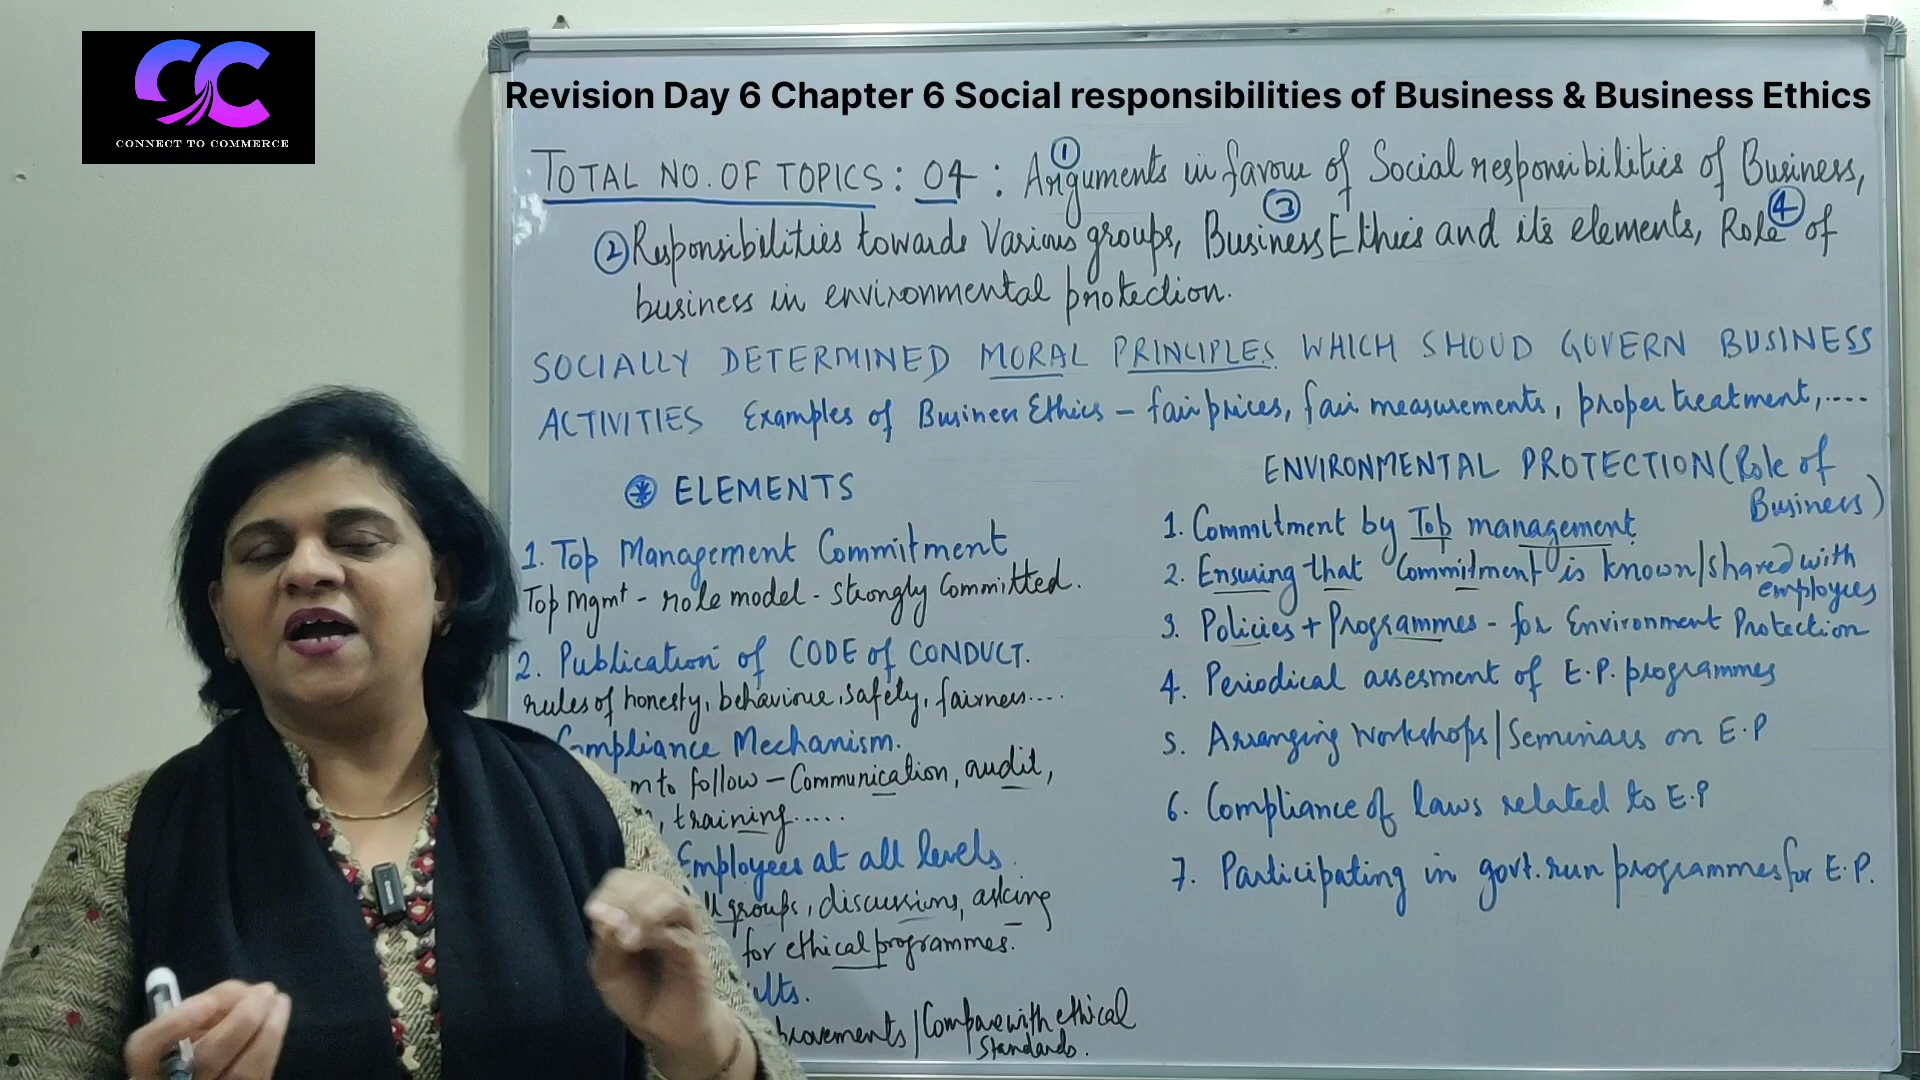 CONNECT TO COMMERCE
Revision Day 6 Chapter 6 Social responsibilities of Business & Business Ethics
TOTAL NO. OF TOPICS : 04 : ① Arguments in favour of Social responsibilities of Business,
② Responsibilities towards Various groups, ③ Business Ethics and its elements, ④ Role of
business in environmental protection.
SOCIALLY DETERMINED MORAL PRINCIPLES WHICH SHOUD GOVERN BUSINESS
ACTIVITIES Examples of Business Ethics – fair prices, fair measurements, proper treatment,....
ELEMENTS
1. Top Management Commitment
Top Mgmt - role model - Strongly Committed.
2. Publication of CODE of CONDUCT.
rules of honesty, behaviour, safety, fairness....
Compliance Mechanism.
to follow – Communication, audit,
, training.....
Employees at all levels.
groups, discussions, asking
for ethical programmes.
/ Compare with ethical
Standards.
ENVIRONMENTAL PROTECTION (Role of
Business)
1. Commitment by Top management.
2. Ensuring that Commitment is known/shared with
employees
3. Policies + Programmes - for Environment Protection
4. Periodical assesment of E.P. programmes
5. Arranging Workshops/Seminars on E.P
6. Compliance of laws related to E.P
7. Participating in govt. run programmes for E.P.